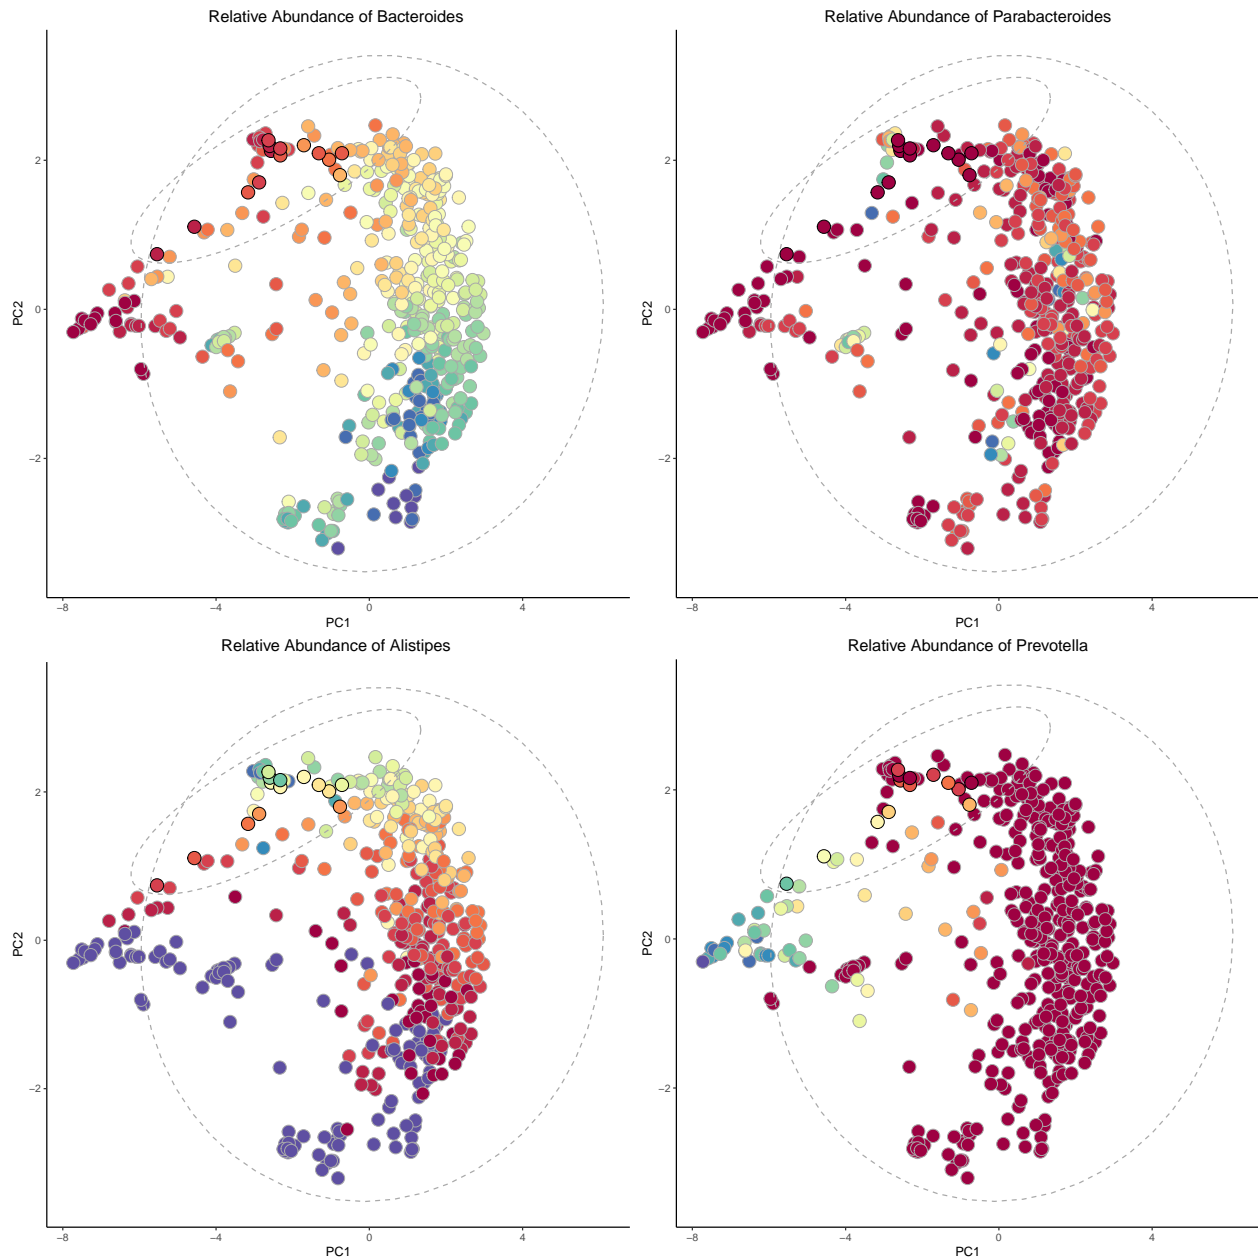 Relative Abundance of Bacteroides
PC2
2
0
−2
−8
−4
0
4
PC1
Relative Abundance of Parabacteroides
PC2
2
0
−2
−8
−4
0
4
PC1
Relative Abundance of Alistipes
PC2
2
0
−2
−8
−4
0
4
PC1
Relative Abundance of Prevotella
PC2
2
0
−2
−8
−4
0
4
PC1